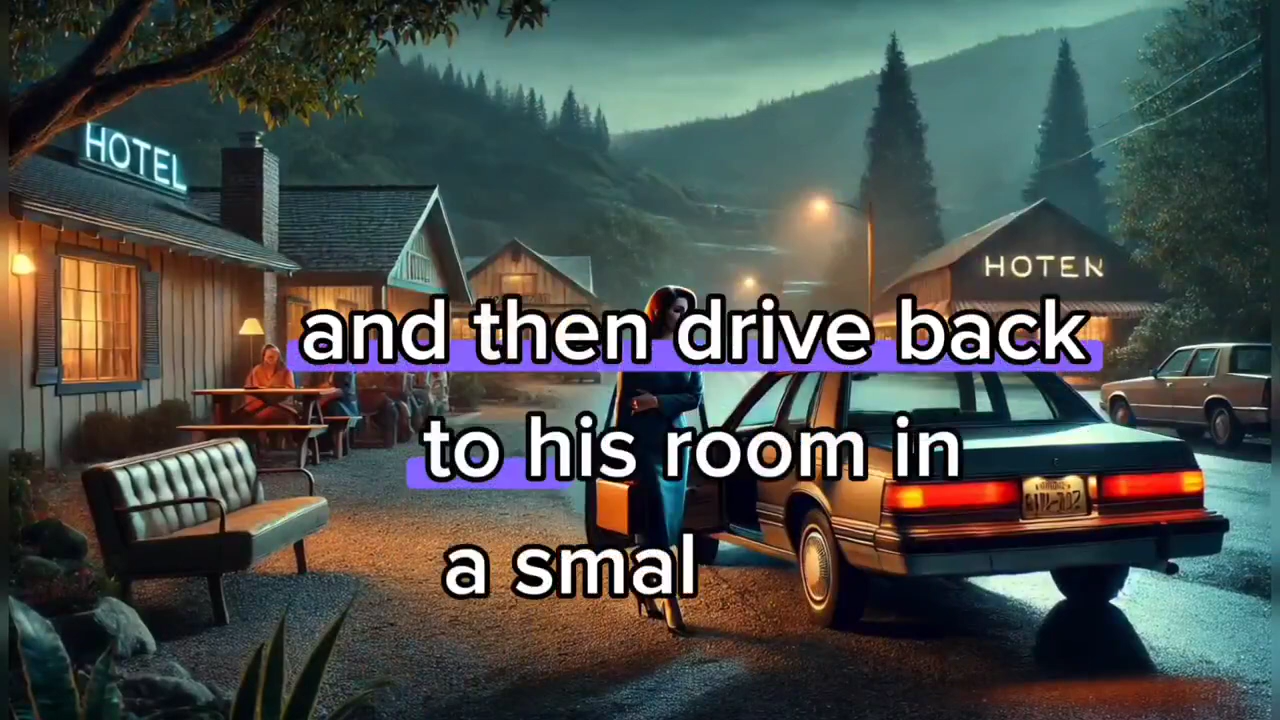 HOTEL
HOTEN
and then drive back
to his room in
a smal